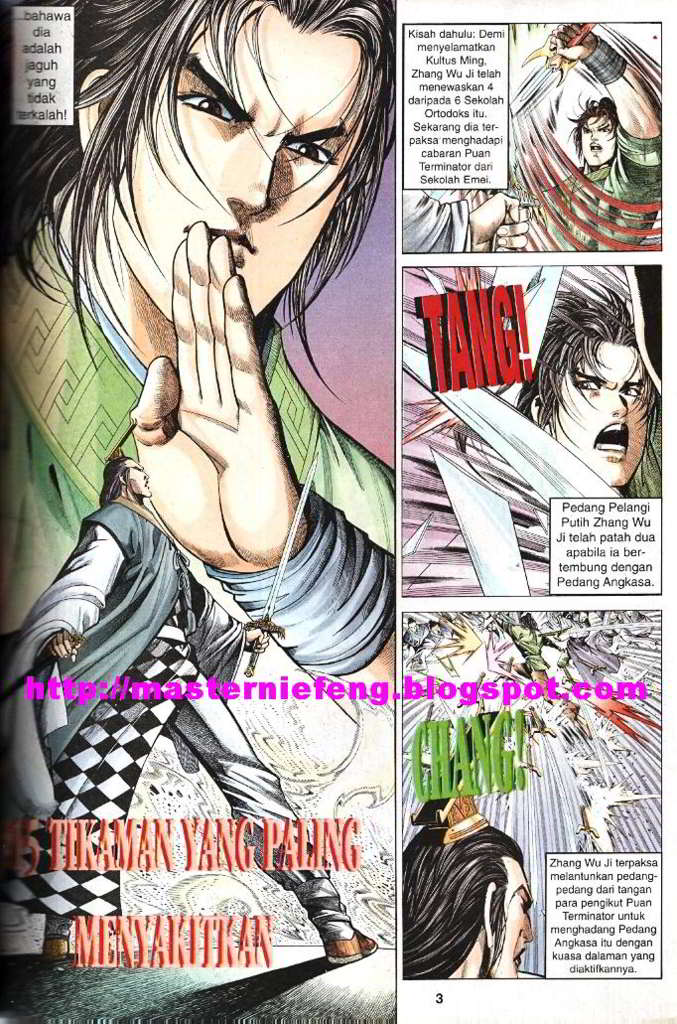 bahawa
dia
adalah
jaguh
yang
tidak
terkalah!
Kisah dahulu: Demi
menyelamatkan
Kultus Ming,
Zhang Wu Ji telah
menewaskan 4
daripada 6 Sekolah
Ortodoks itu.
Sekarang dia ter-
paksa menghadapi
cabaran Puan
Terminator dari
Sekolah Emei.
TANG!
Pedang Pelangi
Putih Zhang Wu
Ji telah patah dua
apabila ia ber-
tembung dengan
Pedang Angkasa.
http://masterniefeng.blogspot.com
CHANG!
15 TIKAMAN YANG PALING
MENYAKITKAN
Zhang Wu Ji terpaksa
melantunkan pedang-
pedang dari tangan
para pengikut Puan
Terminator untuk
menghadang Pedang
Angkasa itu dengan
kuasa dalaman yang
diaktifkannya.
3